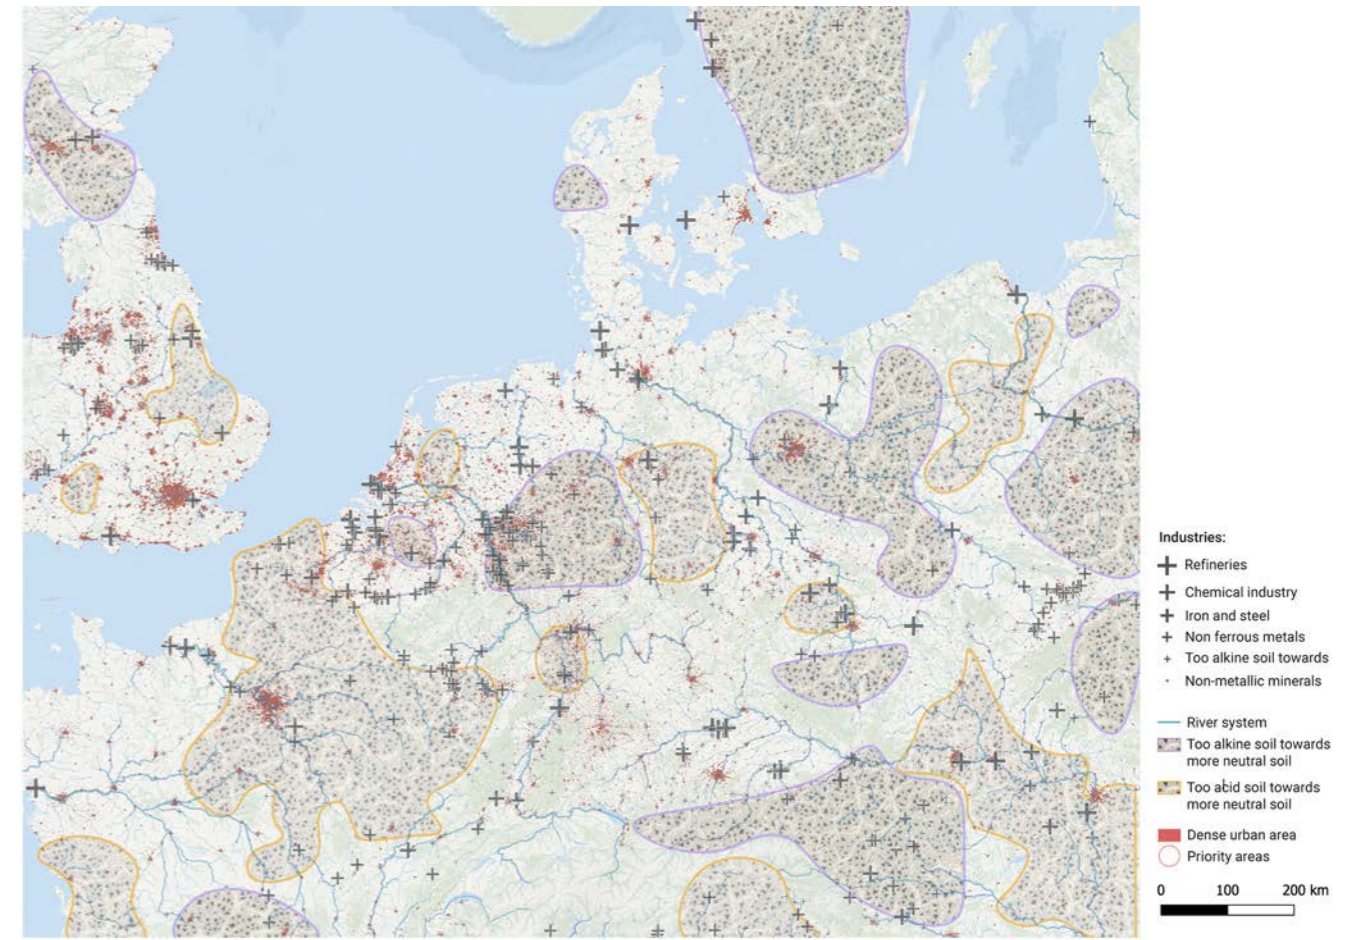 Industries:
Refineries
Chemical industry
Iron and steel
Non ferrous metals
Too alkine soil towards
Non-metallic minerals
River system
Too alkine soil towards
more neutral soil
Too acid soil towards
more neutral soil
Dense urban area
Priority areas
0 100 200 km